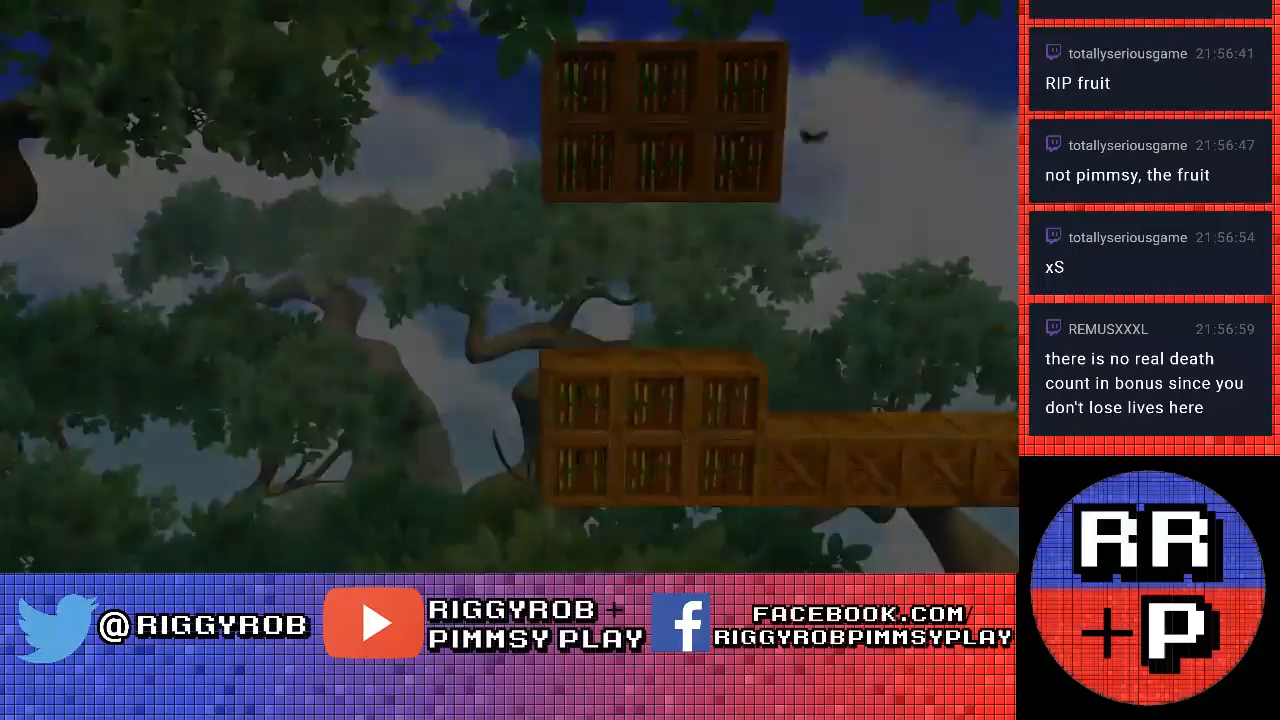 totallyseriousgame 21:56:41
RIP fruit
totallyseriousgame 21:56:47
not pimmsy, the fruit
totallyseriousgame 21:56:54
xS
REMUSXXXL 21:56:59
there is no real death
count in bonus since you
don't lose lives here
@RIGGYROB
RIGGYROB +
PIMMSY PLAY
FACEBOOK.COM/
RIGGYROBPIMMSYPLAY
RR
+P